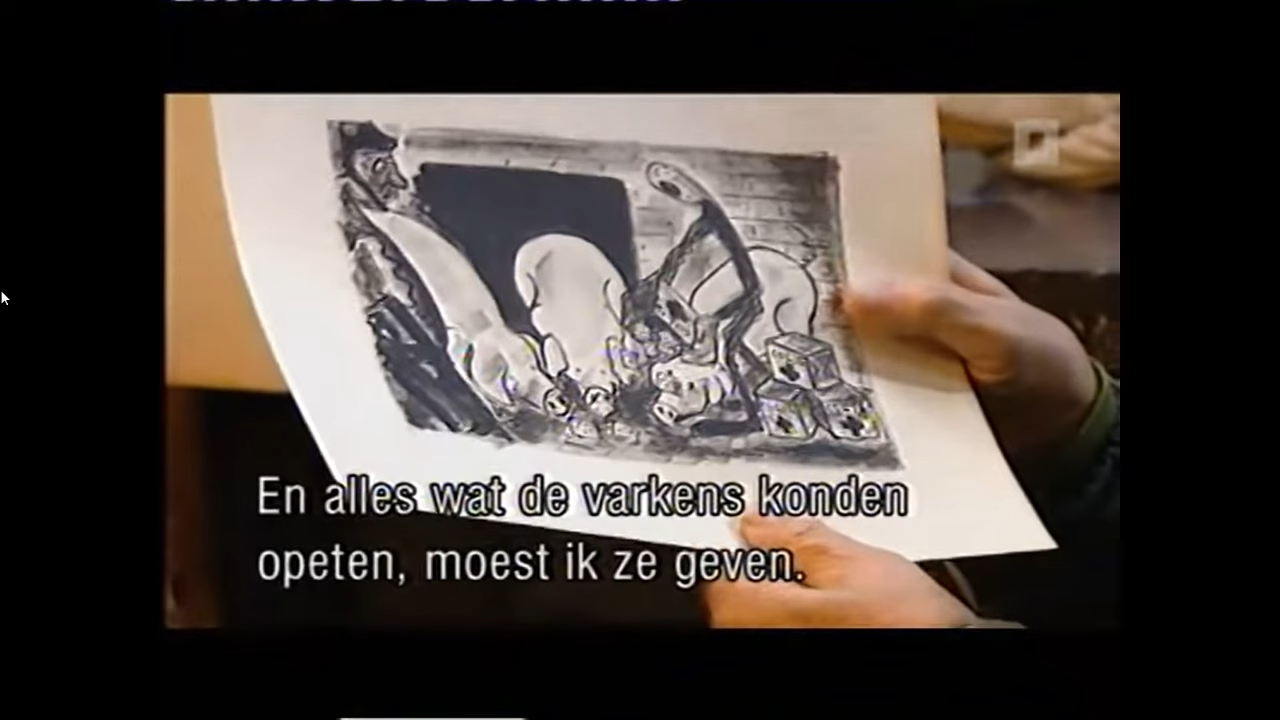 En alles wat de varkens konden
opeten, moest ik ze geven.